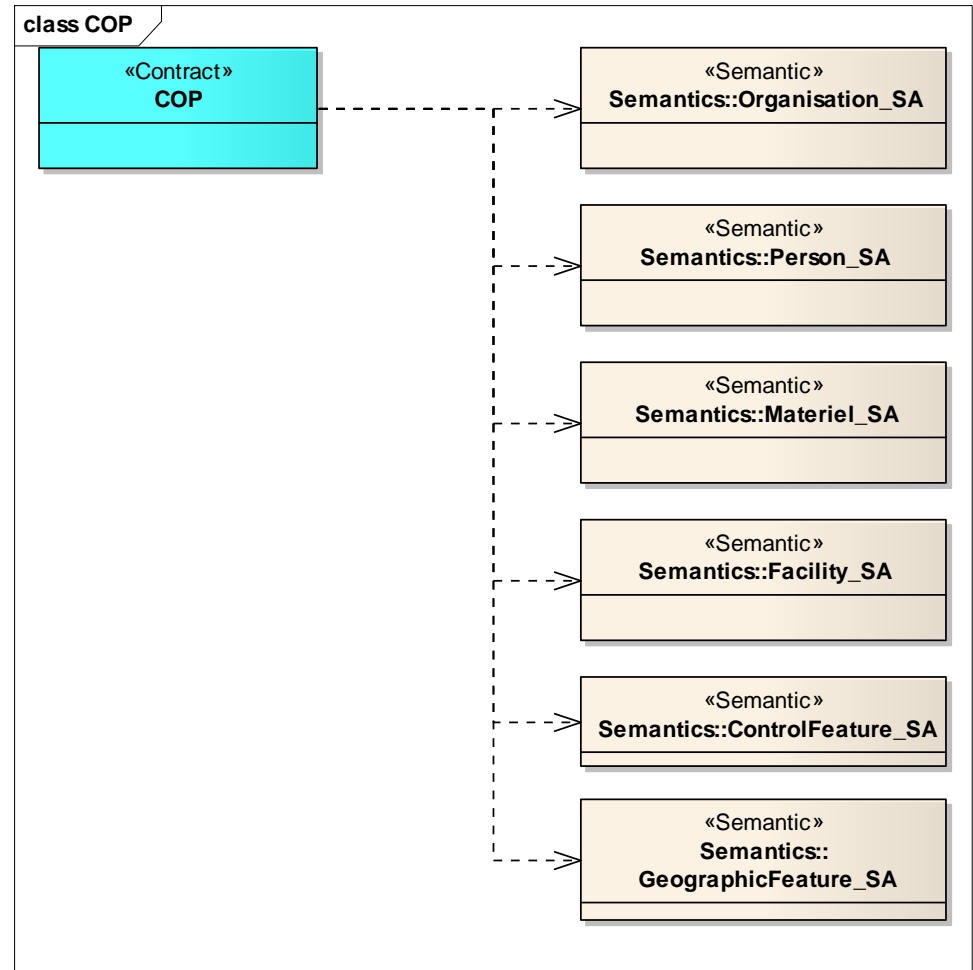 class COP
«Contract»
COP
«Semantic»
Semantics::Organisation_SA
«Semantic»
Semantics::Person_SA
«Semantic»
Semantics::Materiel_SA
«Semantic»
Semantics::Facility_SA
«Semantic»
Semantics::ControlFeature_SA
«Semantic»
Semantics::
GeographicFeature_SA